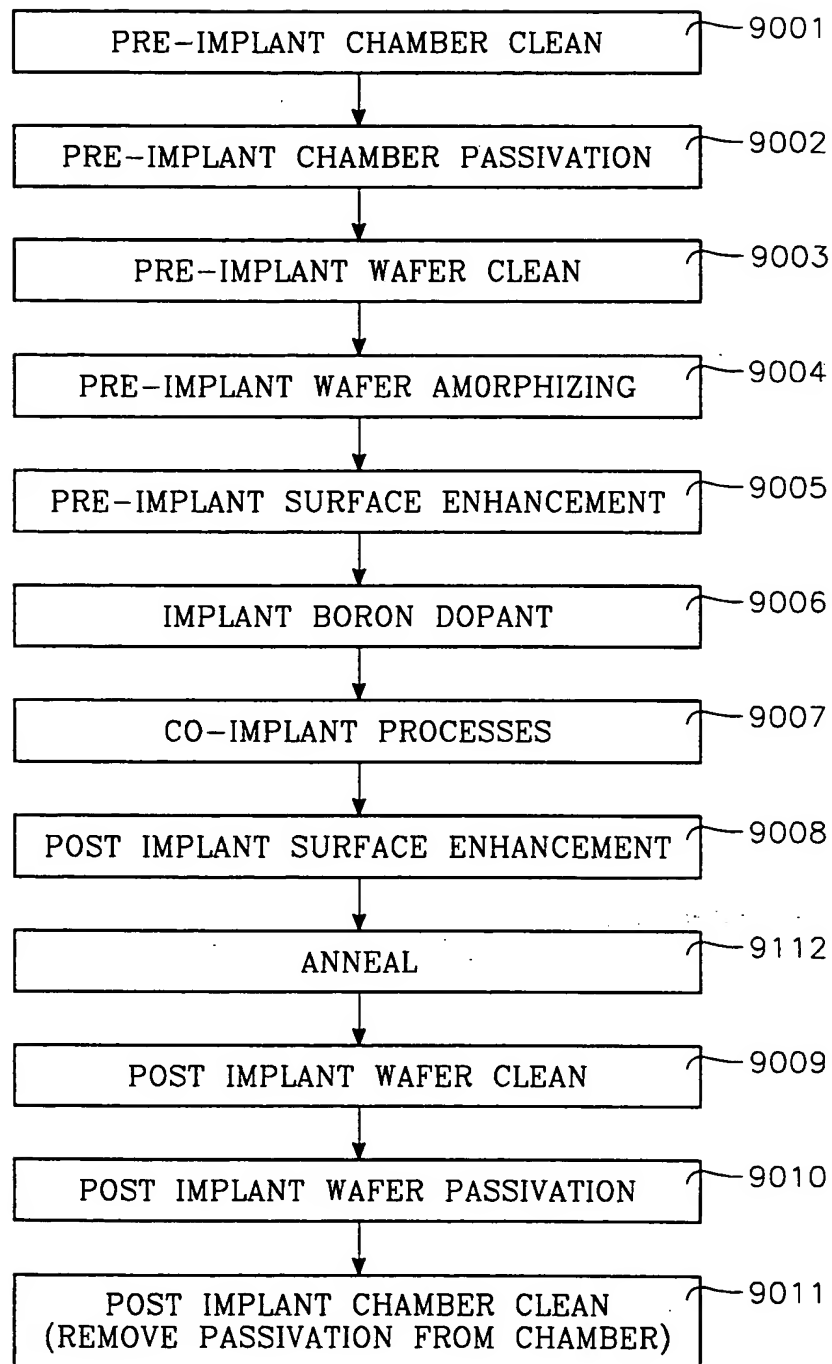 PRE-IMPLANT CHAMBER CLEAN 9001
PRE-IMPLANT CHAMBER PASSIVATION 9002
PRE-IMPLANT WAFER CLEAN 9003
PRE-IMPLANT WAFER AMORPHIZING 9004
PRE-IMPLANT SURFACE ENHANCEMENT 9005
IMPLANT BORON DOPANT 9006
CO-IMPLANT PROCESSES 9007
POST IMPLANT SURFACE ENHANCEMENT 9008
ANNEAL 9112
POST IMPLANT WAFER CLEAN 9009
POST IMPLANT WAFER PASSIVATION 9010
POST IMPLANT CHAMBER CLEAN 9011
(REMOVE PASSIVATION FROM CHAMBER)